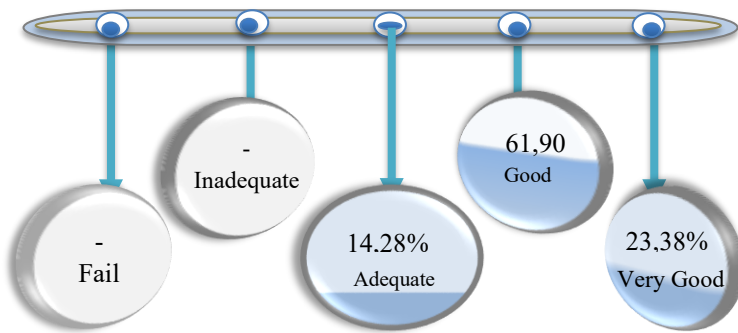 -
Fail
-
Inadequate
14,28%
Adequate
61,90
Good
23,38%
Very Good